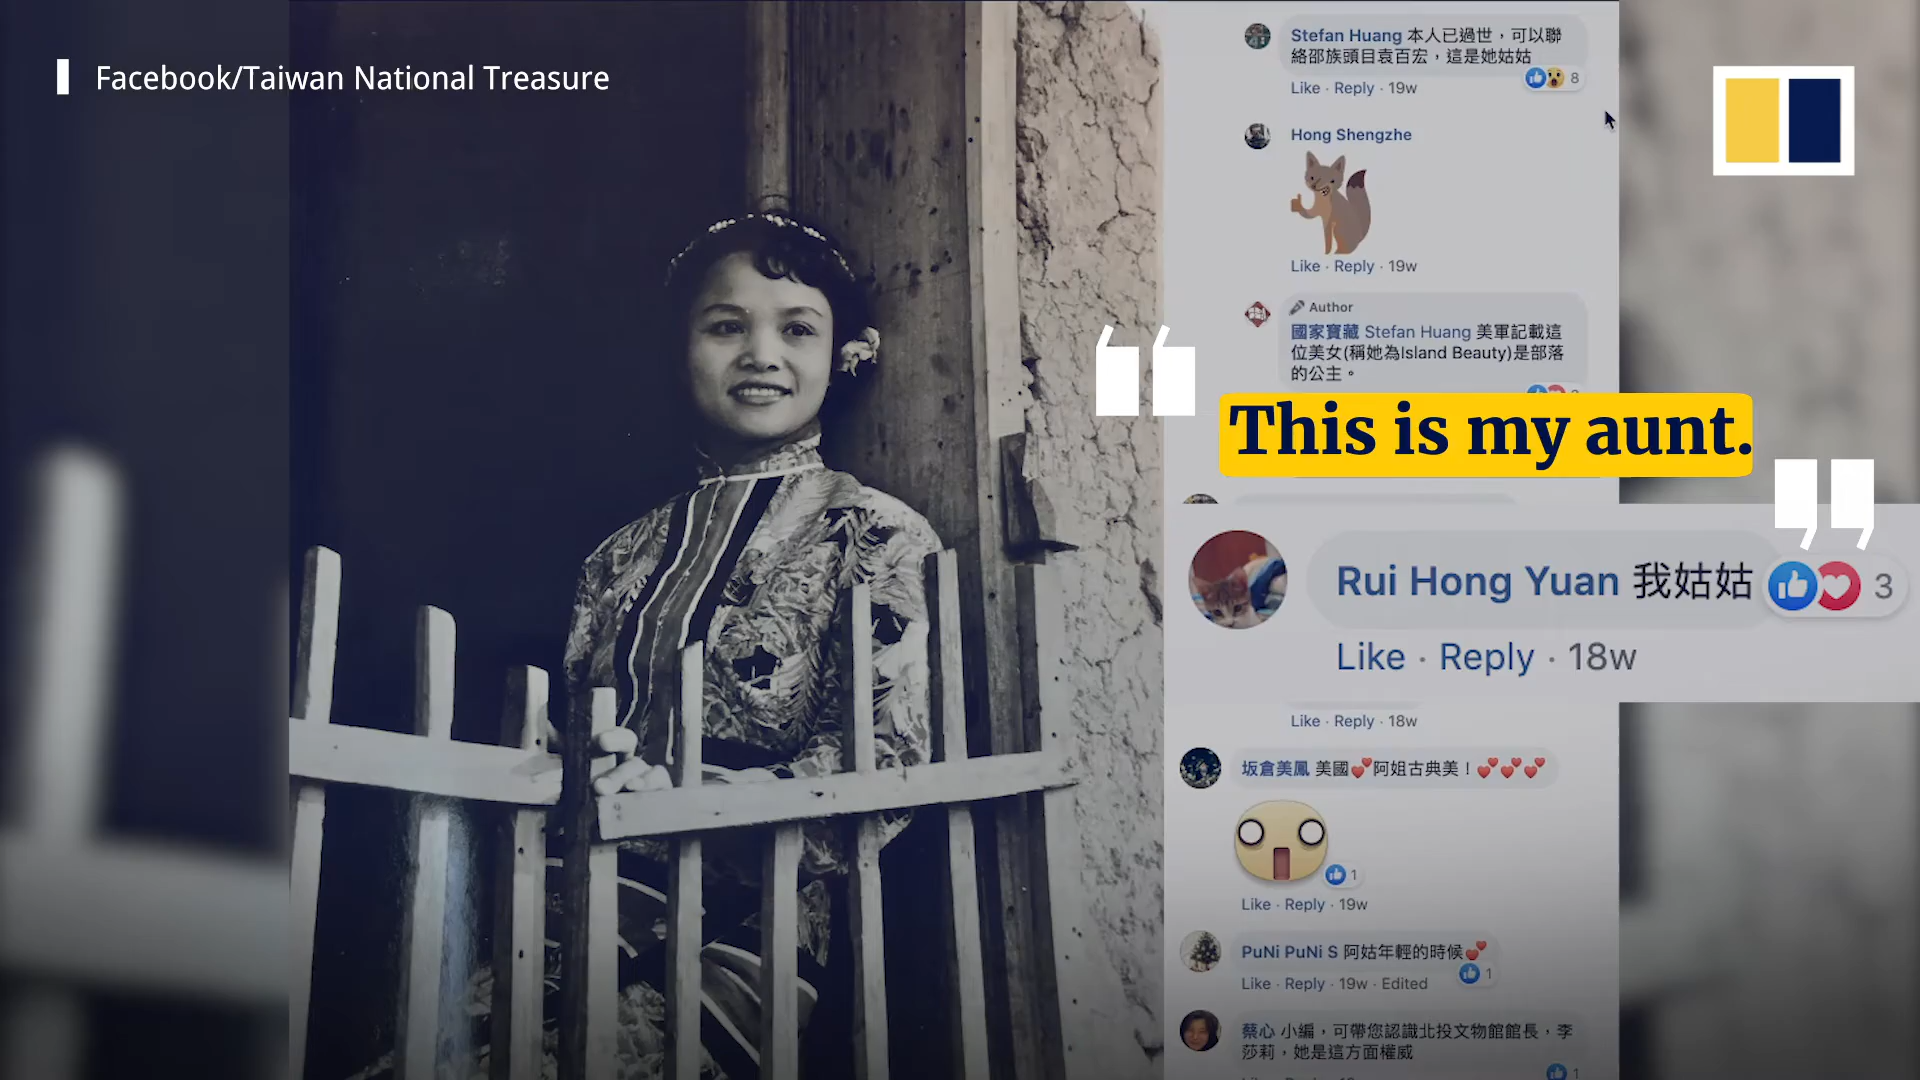 Facebook/Taiwan National Treasure
Stefan Huang 本人已過世，可以聯
絡邵族頭目袁百宏，這是她姑姑
8
Like · Reply · 19w
Hong Shengzhe
Like · Reply · 19w
Author
國家寶藏 Stefan Huang 美軍記載這
位美女(稱她為Island Beauty)是部落
的公主。
“
This is my aunt.
”
Rui Hong Yuan 我姑姑
3
Like · Reply · 18w
Like · Reply · 18w
坂倉美鳳 美國💕阿姐古典美！💕💕💕
1
Like · Reply · 19w
PuNi PuNi S 阿姑年輕的時候💕
1
Like · Reply · 19w · Edited
蔡心 小編，可帶您認識北投文物館館長，李
莎莉，她是這方面權威
1